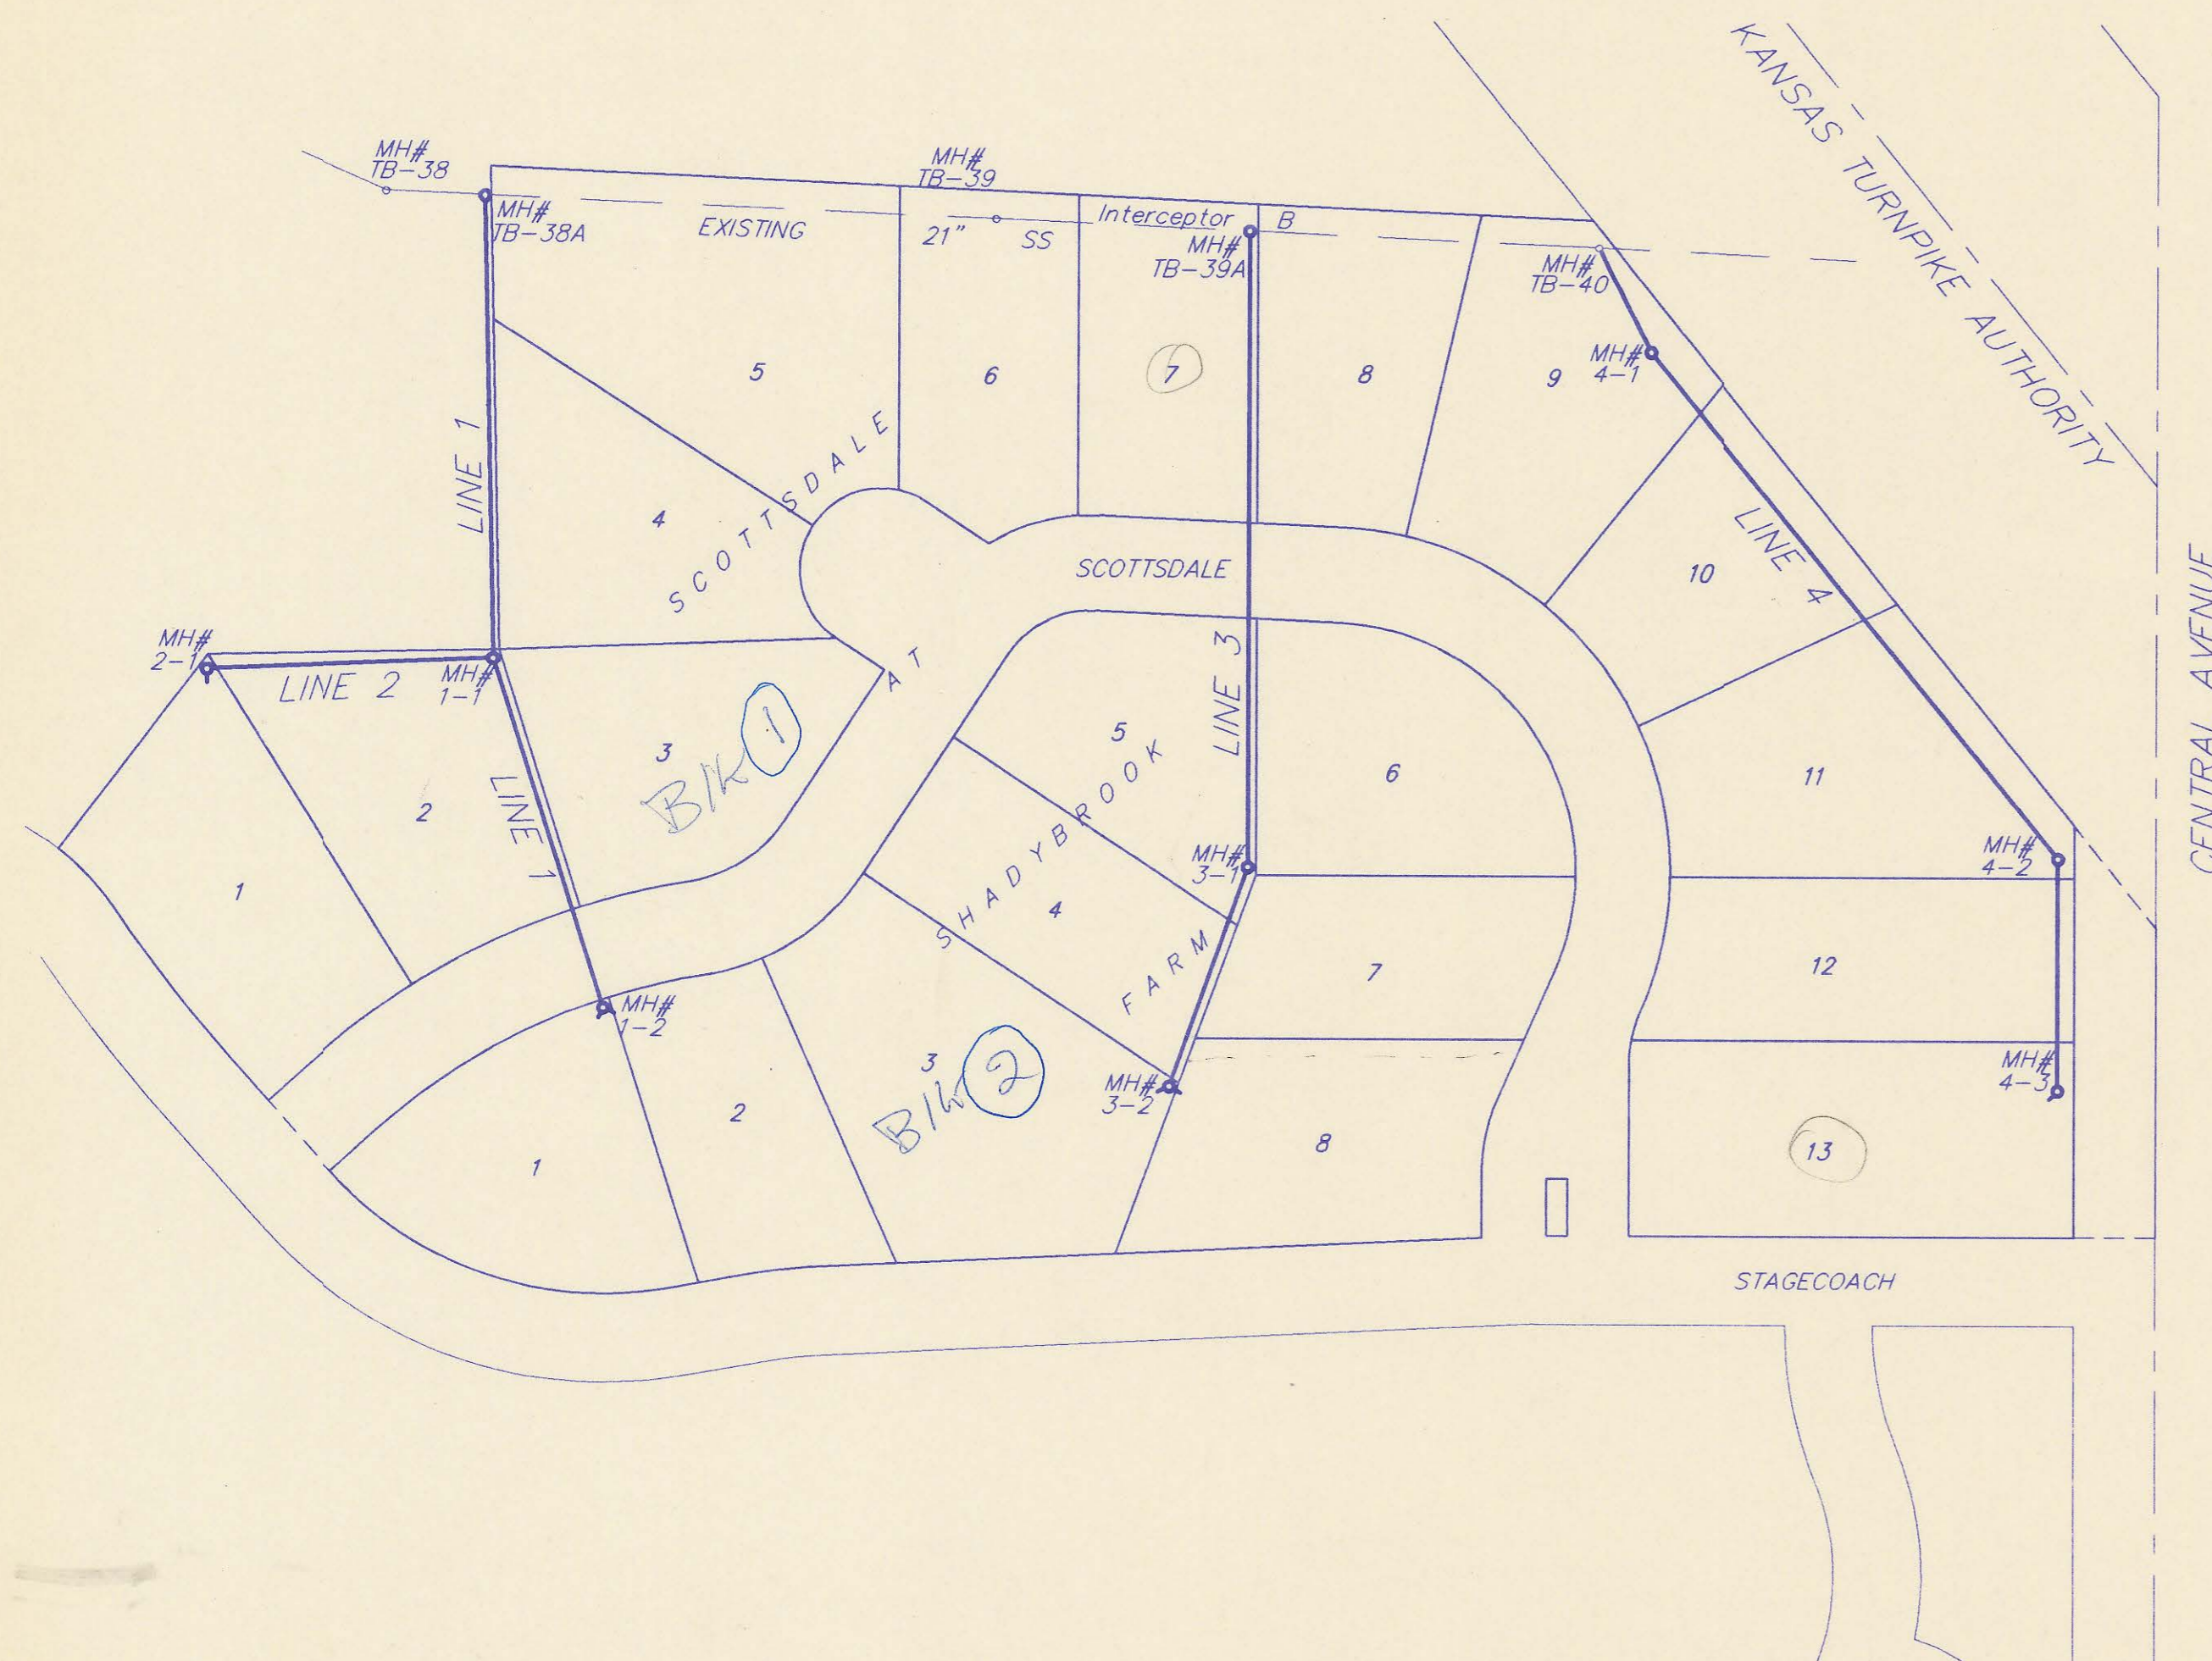 KANSAS TURNPIKE AUTHORITY
MH#
TB-38
MH#
TB-39
MH#
TB-38A
EXISTING
21" SS
Interceptor B
MH#
TB-39A
MH#
TB-40
MH#
4-1
5
6
7
8
9
LINE 1
4
SCOTTSDALE
SCOTTSDALE
10
LINE 4
CENTRAL AVENUE
MH#
2-1
LINE 2
MH#
1-1
AT
LINE 3
3
Blk 1
5
6
11
2
LINE 1
SHADYBROOK
MH#
3-1
MH#
4-2
1
4
FARM
7
12
MH#
1-2
3
Blk 2
MH#
3-2
MH#
4-3
2
1
8
13
STAGECOACH